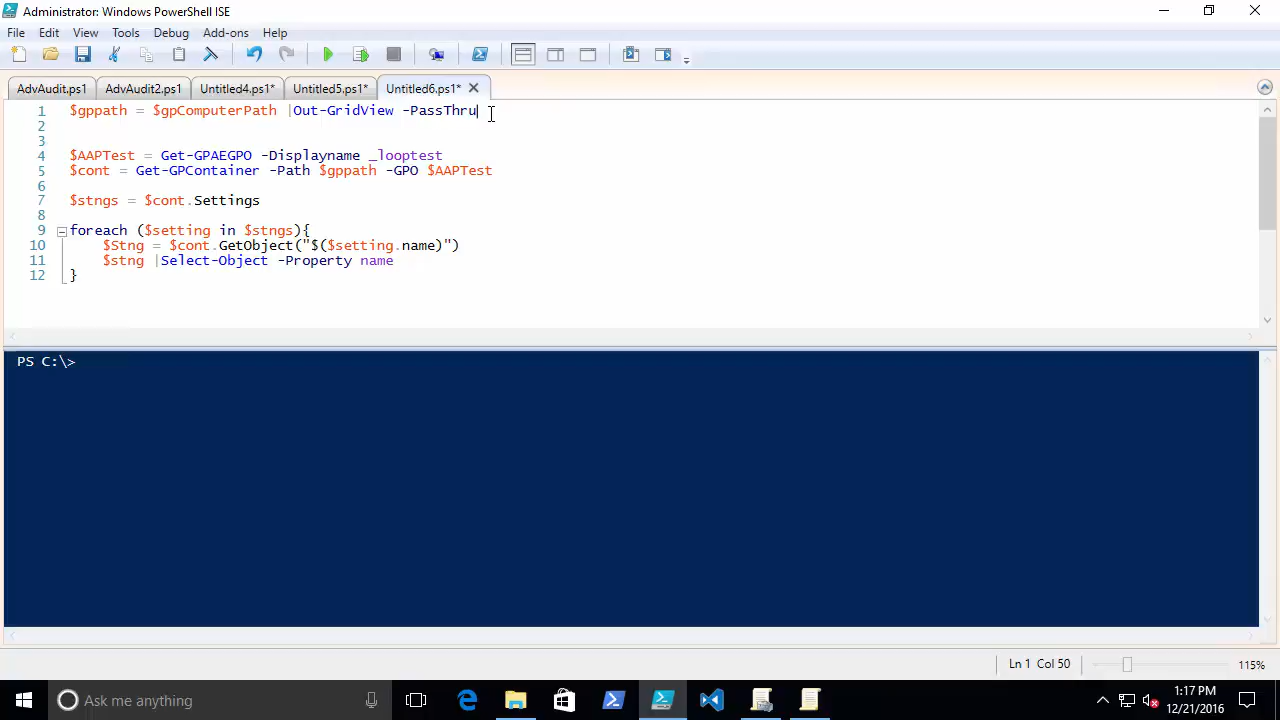 Administrator: Windows PowerShell ISE
File Edit View Tools Debug Add-ons Help
AdvAudit.ps1 AdvAudit2.ps1 Untitled4.ps1* Untitled5.ps1* Untitled6.ps1*
1 $gppath = $gpComputerPath |Out-GridView -PassThru
2
3
4 $AAPTest = Get-GPAEGPO -Displayname _looptest
5 $cont = Get-GPContainer -Path $gppath -GPO $AAPTest
6
7 $stngs = $cont.Settings
8
9 foreach ($setting in $stngs){
10 $Stng = $cont.GetObject("$($setting.name)")
11 $stng |Select-Object -Property name
12 }
PS C:\>
Ln 1 Col 50 115%
Ask me anything
1:17 PM
12/21/2016